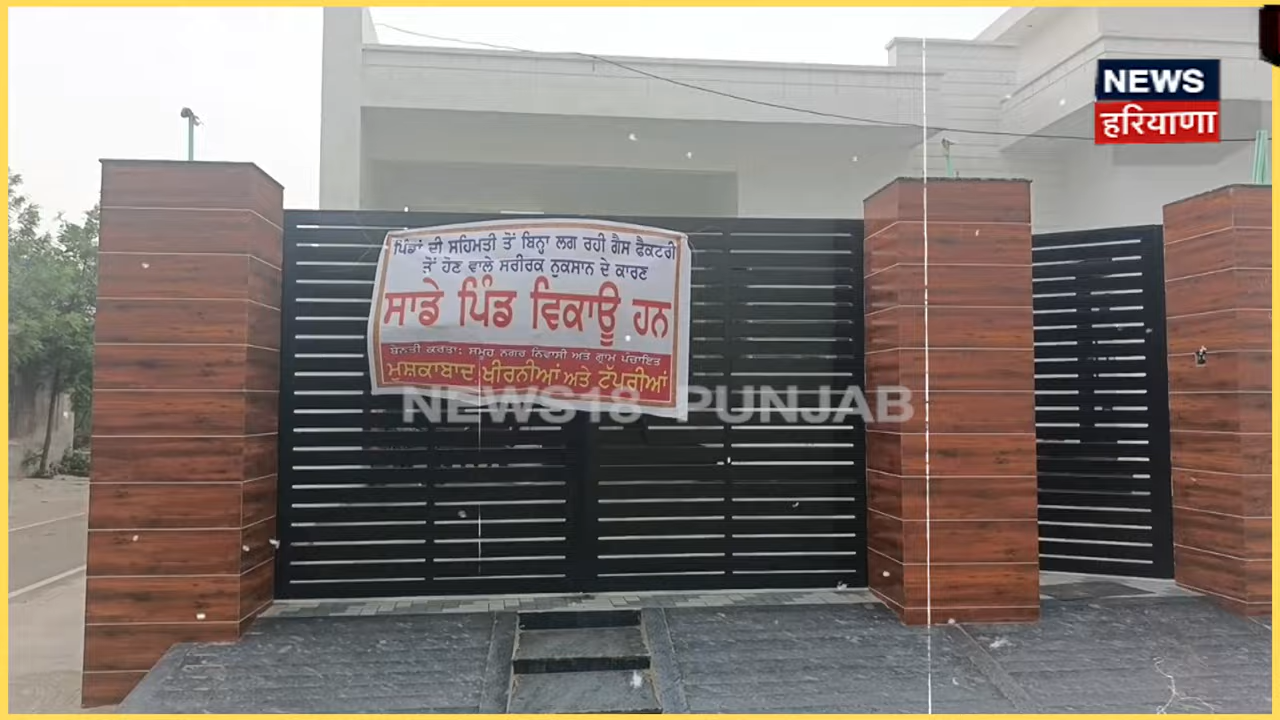 NEWS
हरियाणा
ਪਿੰਡਾਂ ਦੀ ਸਹਿਮਤੀ ਤੋਂ ਬਿਨ੍ਹਾ ਲਗ ਰਹੀ ਗੈਸ ਫੈਕਟਰੀ
ਤੋਂ ਹੋਣ ਵਾਲੇ ਸਰੀਰਕ ਨੁਕਸਾਨ ਦੇ ਕਾਰਣ
ਸਾਡੇ ਪਿੰਡ ਵਿਕਾਊ ਹਨ
ਬੇਨਤੀ ਕਰਤਾ: ਸਮੂਹ ਨਗਰ ਨਿਵਾਸੀ ਅਤੇ ਗ੍ਰਾਮ ਪੰਚਾਇਤ
ਮੁਸ਼ਕਾਬਾਦ, ਖੀਰਨੀਆਂ ਅਤੇ ਟੱਪਰੀਆਂ
NEWS18 PUNJAB